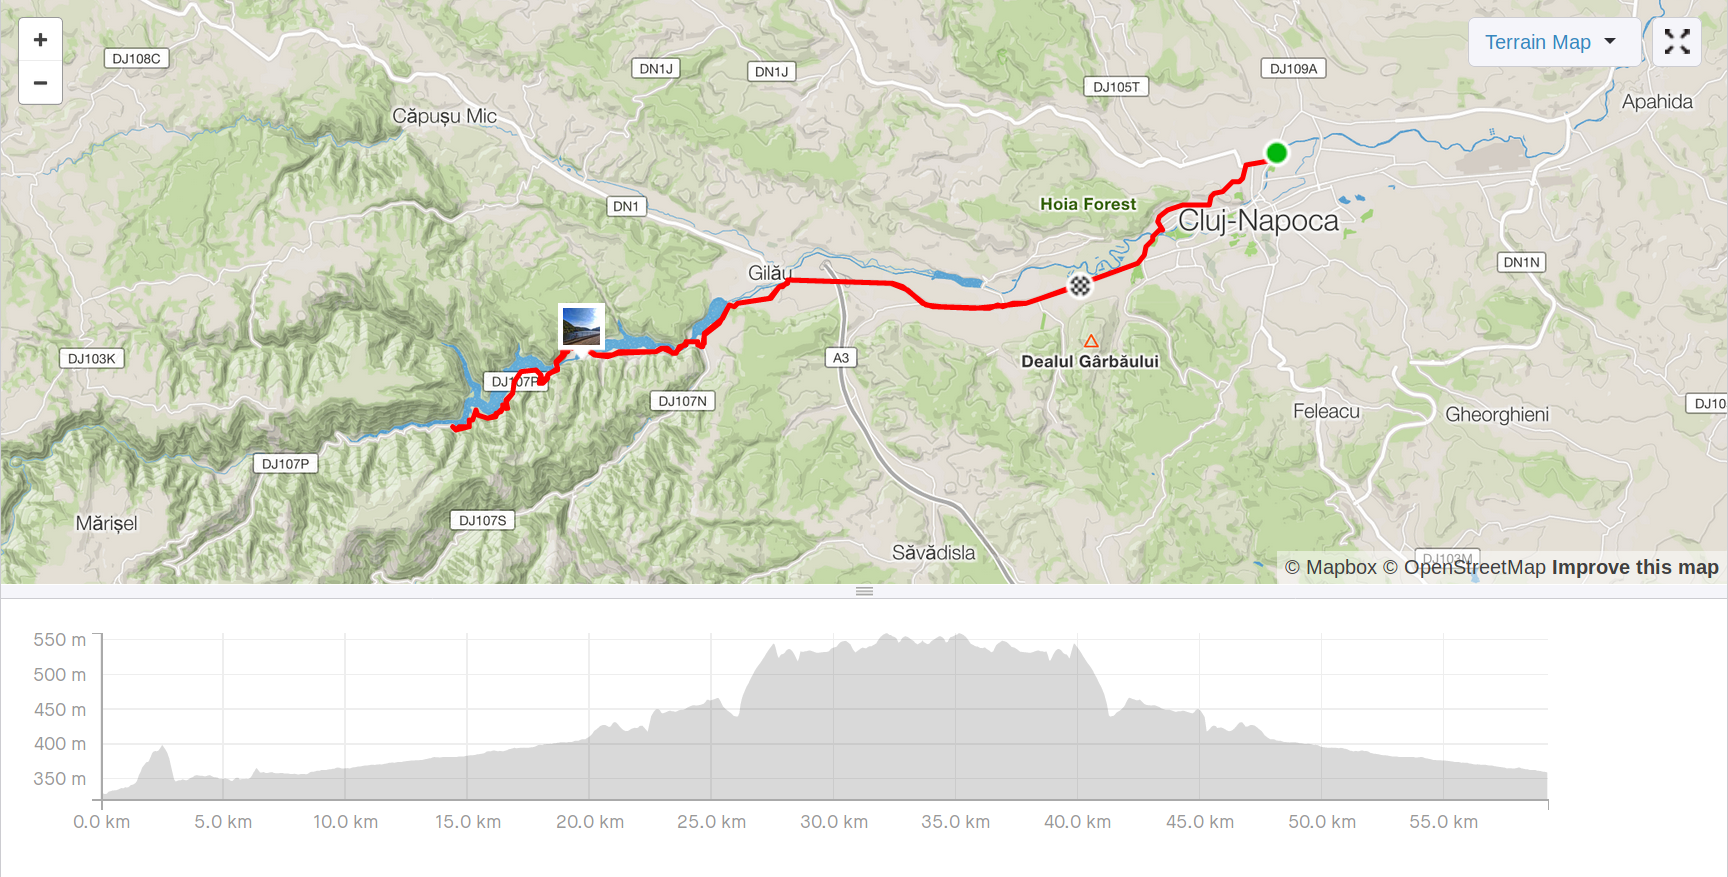 +
−
DJ108C
DN1J
DN1J
DJ105T
DJ109A
Terrain Map
Apahida
Căpușu Mic
DN1
Hoia Forest
Cluj-Napoca
DN1N
Gilău
DJ103K
A3
Dealul Gârbăului
DJ107P
DJ107N
DJ10
Feleacu
Gheorghieni
DJ107P
Mărișel
DJ107S
Săvădisla
DJ103M
© Mapbox © OpenStreetMap Improve this map
550 m
500 m
450 m
400 m
350 m
0.0 km 5.0 km 10.0 km 15.0 km 20.0 km 25.0 km 30.0 km 35.0 km 40.0 km 45.0 km 50.0 km 55.0 km